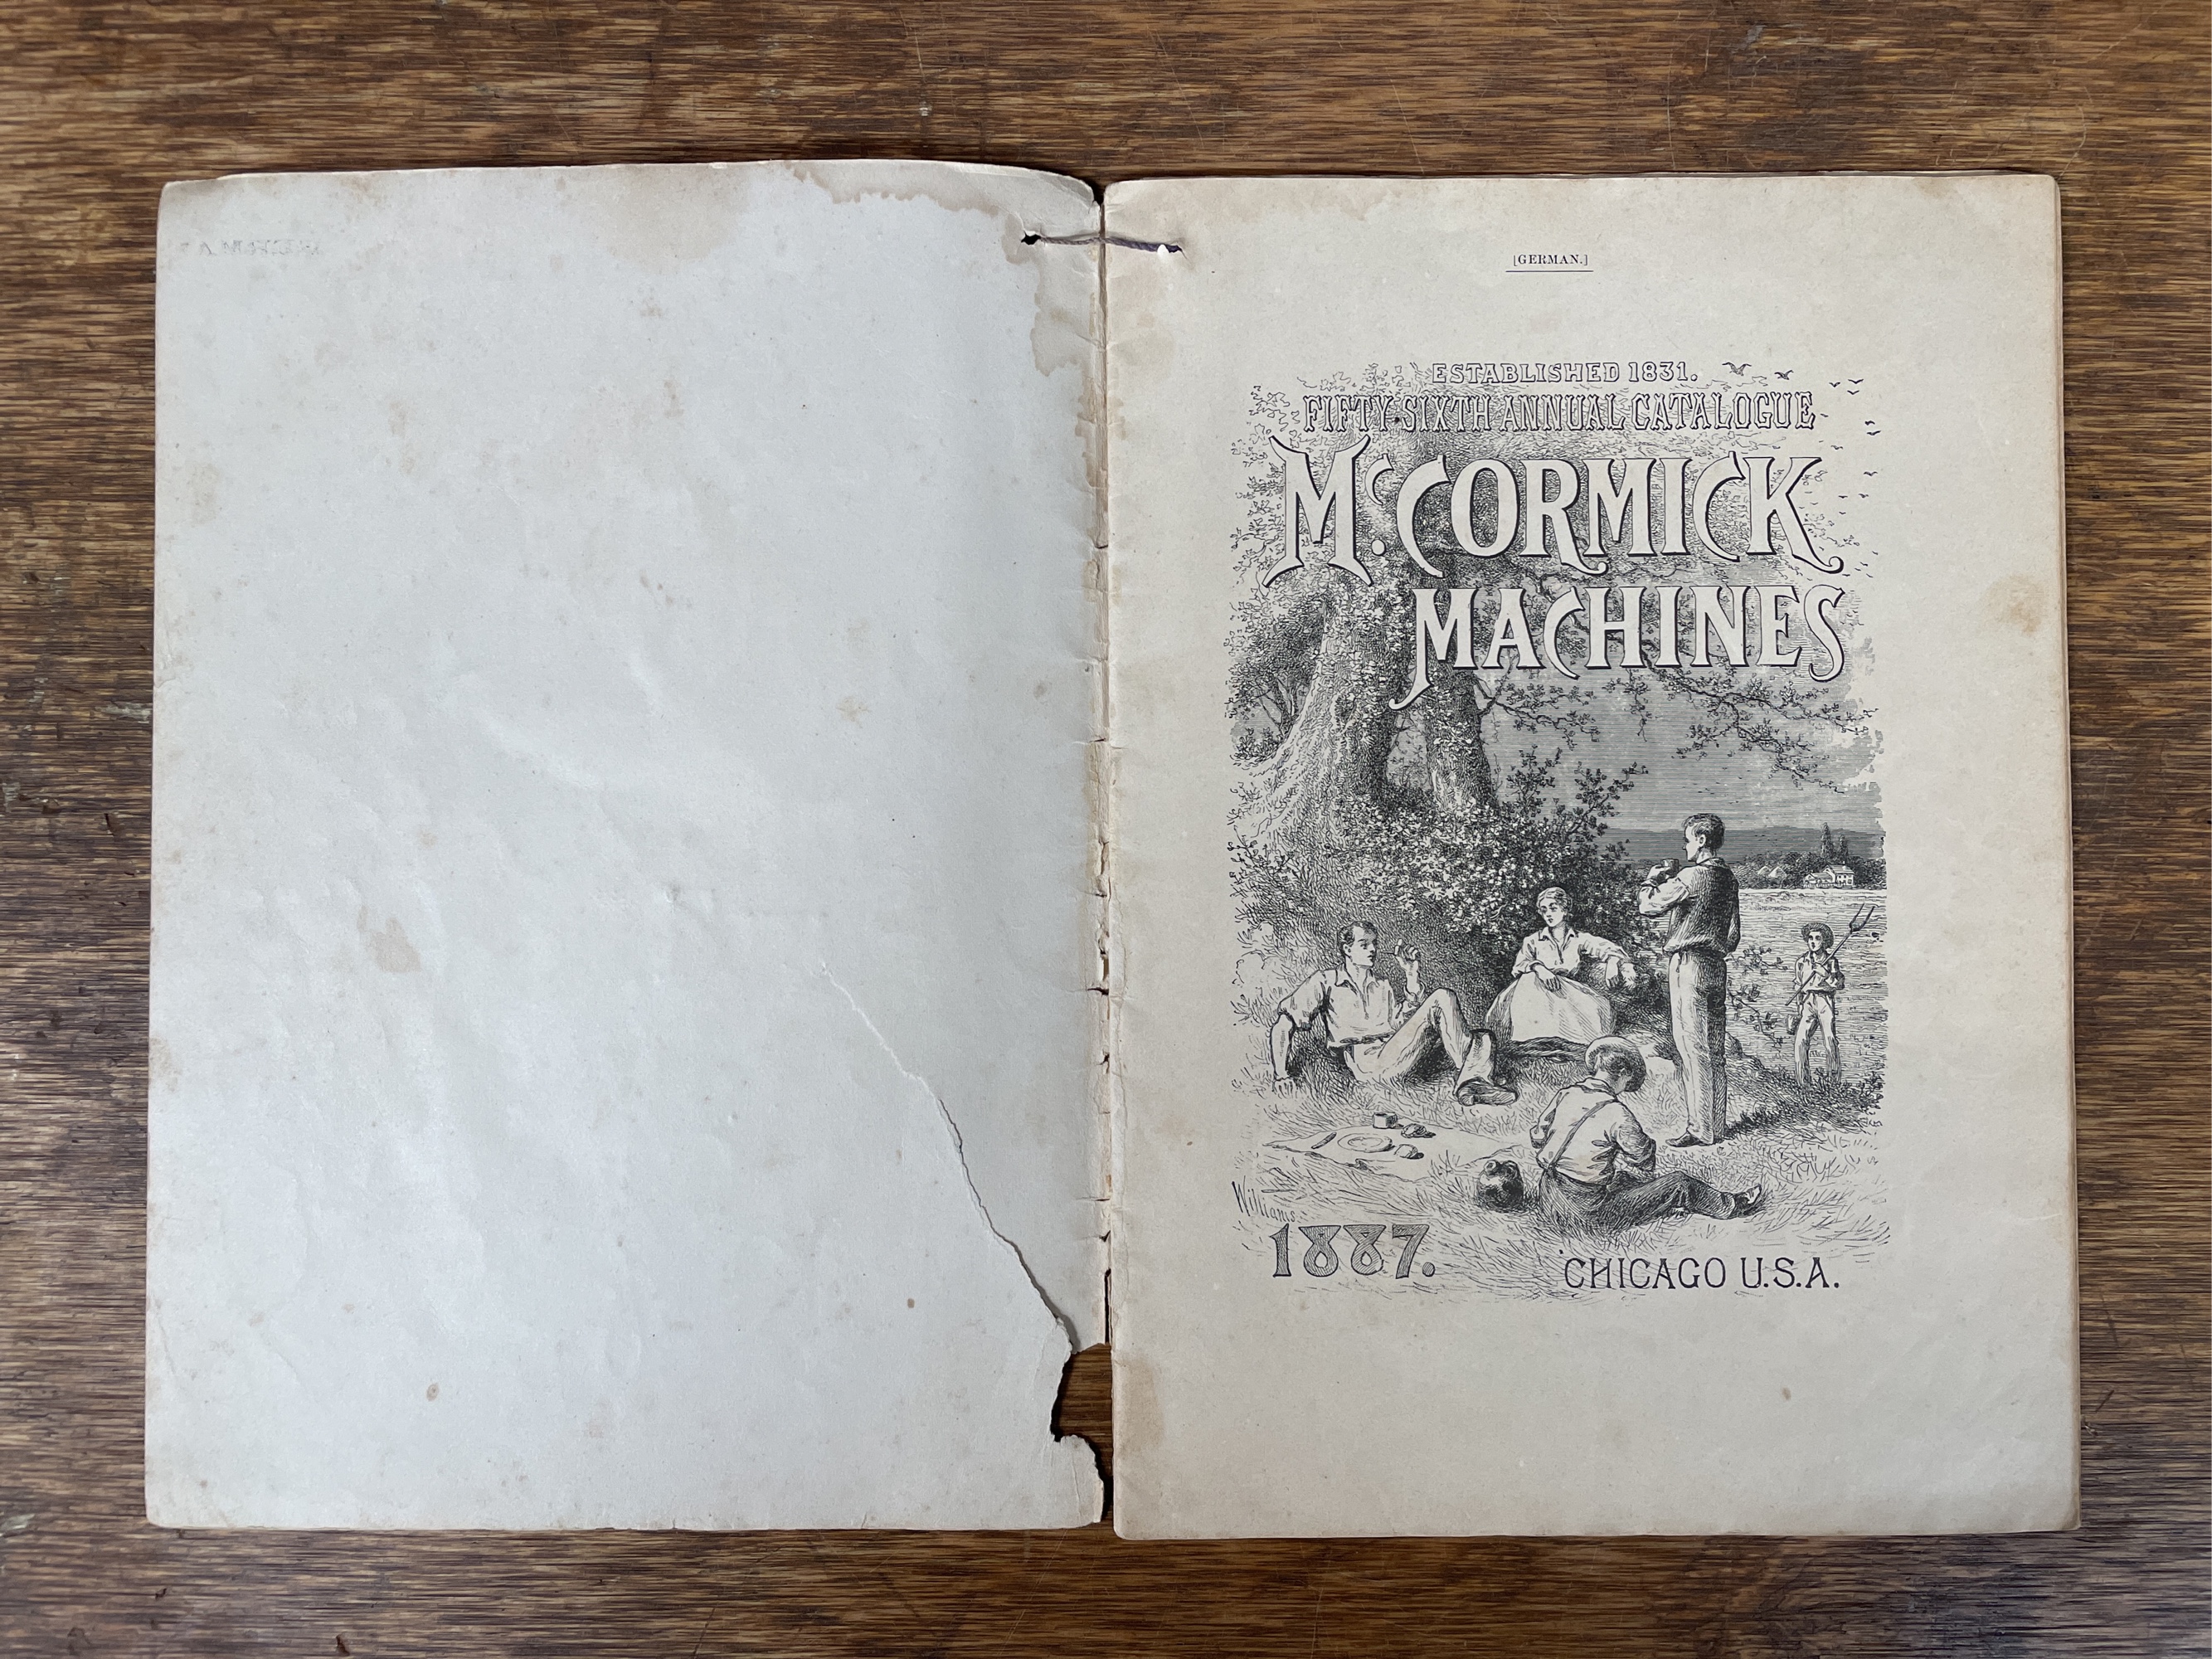 [GERMAN.]
ESTABLISHED 1831.
FIFTY-SIXTH ANNUAL CATALOGUE
McCORMICK
MACHINES
Williams.
1887.
CHICAGO U.S.A.